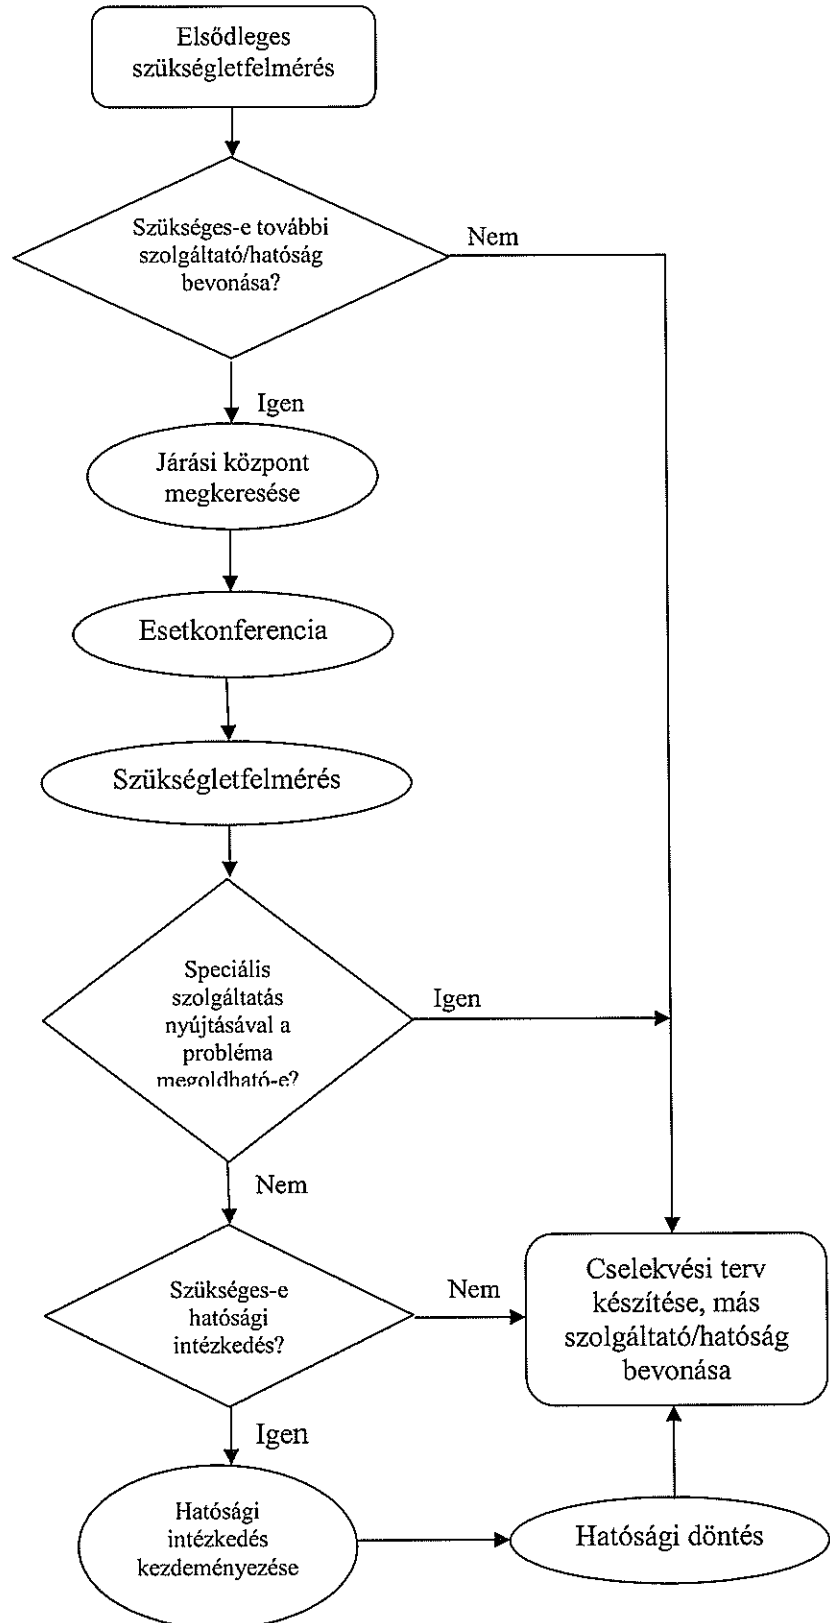 Elsődleges
szükségletfelmérés
Szükséges-e további
szolgáltató/hatóság
bevonása?
Nem
Igen
Járási központ
megkeresése
Esetkonferencia
Szükségletfelmérés
Speciális
szolgáltatás
nyújtásával a
probléma
megoldható-e?
Igen
Nem
Szükséges-e
hatósági
intézkedés?
Nem
Cselekvési terv
készítése, más
szolgáltató/hatóság
bevonása
Igen
Hatósági
intézkedés
kezdeményezése
Hatósági döntés